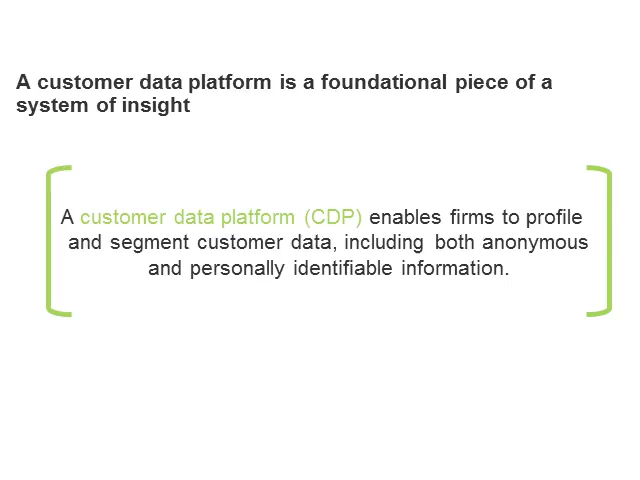 A customer data platform is a foundational piece of a
system of insight
A customer data platform (CDP) enables firms to profile
and segment customer data, including both anonymous
and personally identifiable information.